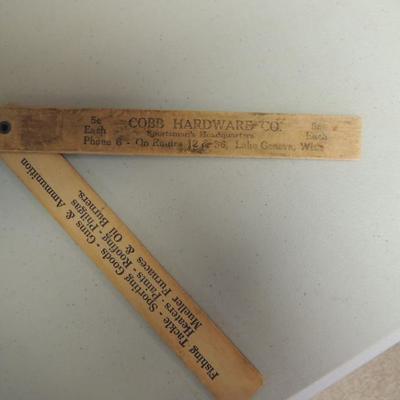 5c COBB HARDWARE CO. 5c
Each Sportsman's Headquarters Each
Phone 6 - On Routes 12 & 36, Lake Geneva, Wis.
Fishing Tackle - Sporting Goods - Guns & Ammunition
Heaters - Paints - Roofing - Philgas
Mueller Furnaces & Oil Burners.